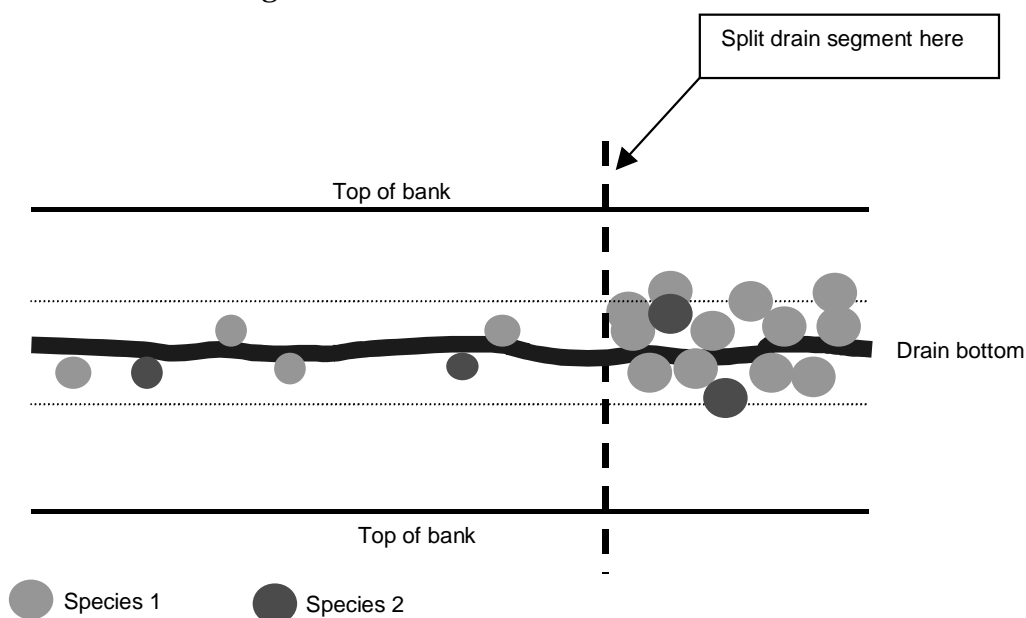 Split drain segment here
Top of bank
Drain bottom
Top of bank
Species 1
Species 2